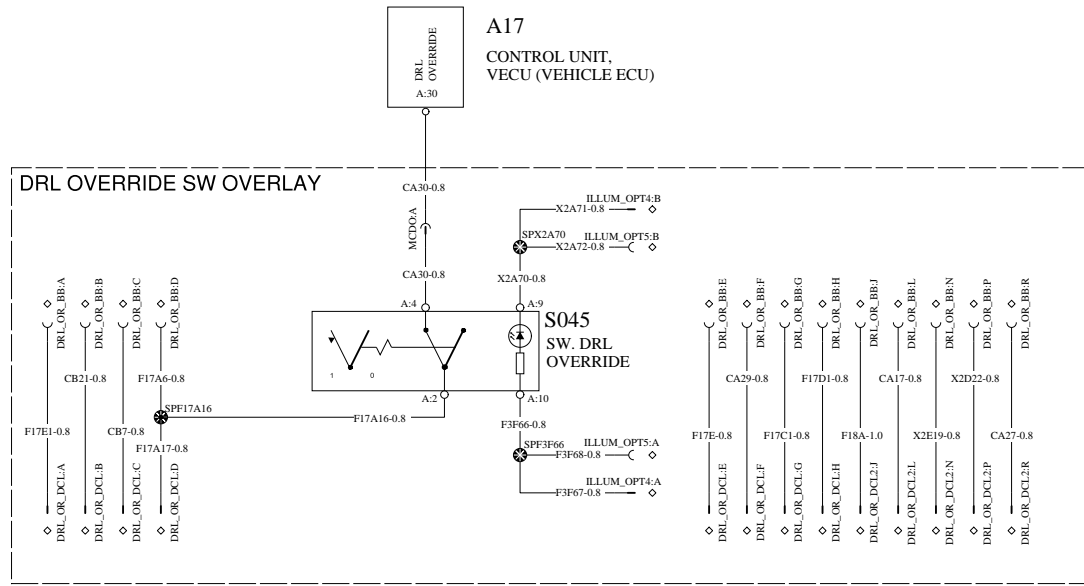 A17
CONTROL UNIT,
VECU (VEHICLE ECU)
DRL
OVERRIDE
A:30
DRL OVERRIDE SW OVERLAY
CA30-0.8
MCDO:A
CA30-0.8
ILLUM_OPT4:B
X2A71-0.8
SPX2A70
ILLUM_OPT5:B
X2A72-0.8
X2A70-0.8
A:4
A:9
S045
SW. DRL
OVERRIDE
1
0
A:2
A:10
F17A16-0.8
F3F66-0.8
SPF3F66
ILLUM_OPT5:A
F3F68-0.8
ILLUM_OPT4:A
F3F67-0.8
DRL_OR_BB:A
DRL_OR_BB:B
DRL_OR_BB:C
DRL_OR_BB:D
CB21-0.8
F17A6-0.8
SPF17A16
F17E1-0.8
CB7-0.8
F17A17-0.8
DRL_OR_DCL:A
DRL_OR_DCL:B
DRL_OR_DCL:C
DRL_OR_DCL:D
DRL_OR_BB:E
DRL_OR_BB:F
DRL_OR_BB:G
DRL_OR_BB:H
DRL_OR_BB:J
DRL_OR_BB:L
DRL_OR_BB:N
DRL_OR_BB:P
DRL_OR_BB:R
CA29-0.8
F17D1-0.8
CA17-0.8
X2D22-0.8
F17E-0.8
F17C1-0.8
F18A-1.0
X2E19-0.8
CA27-0.8
DRL_OR_DCL:E
DRL_OR_DCL:F
DRL_OR_DCL:G
DRL_OR_DCL:H
DRL_OR_DCL2:J
DRL_OR_DCL2:L
DRL_OR_DCL2:N
DRL_OR_DCL2:P
DRL_OR_DCL2:R